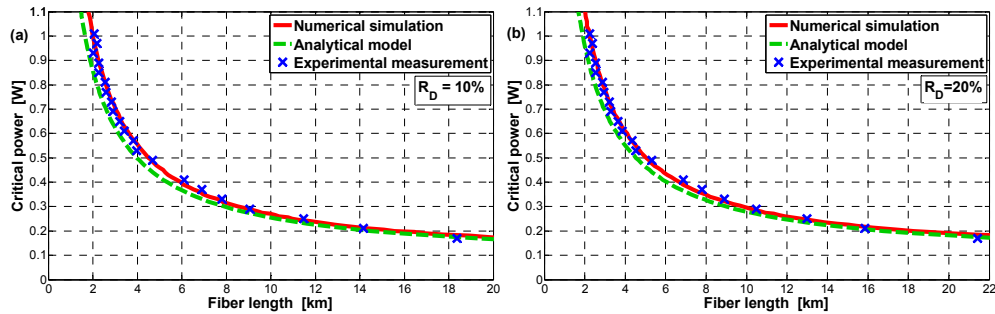 (a)
Critical power [W]
1.1
1
0.9
0.8
0.7
0.6
0.5
0.4
0.3
0.2
0.1
0
Numerical simulation
Analytical model
Experimental measurement
R_D = 10%
0 2 4 6 8 10 12 14 16 18 20
Fiber length [km]
(b)
Critical power [W]
1.1
1
0.9
0.8
0.7
0.6
0.5
0.4
0.3
0.2
0.1
0
Numerical simulation
Analytical model
Experimental measurement
R_D=20%
0 2 4 6 8 10 12 14 16 18 20 22
Fiber length [km]